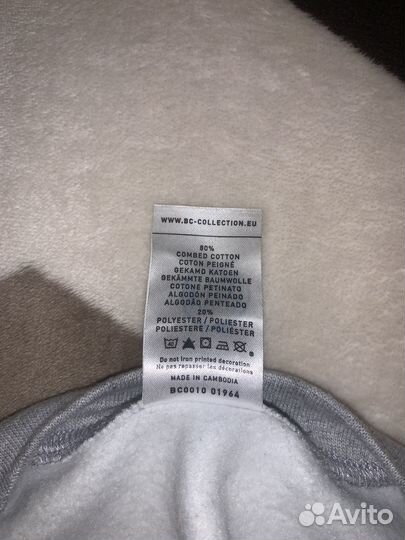 WWW.BC-COLLECTION.EU
80%
COMBED COTTON
COTON PEIGNÉ
GEKAMD KATOEN
GEKÄMMTE BAUMWOLLE
COTONE PETINATO
ALGODÓN PEINADO
ALGODÃO PENTEADO
20%
POLYESTER / POLIESTER
POLIESTERE / POLIÉSTER
40
Do not iron printed decoration
Ne pas repasser les décorations
MADE IN CAMBODIA
BC0010 01964
Avito